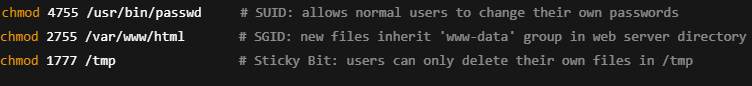 chmod 4755 /usr/bin/passwd # SUID: allows normal users to change their own passwords
chmod 2755 /var/www/html # SGID: new files inherit 'www-data' group in web server directory
chmod 1777 /tmp # Sticky Bit: users can only delete their own files in /tmp